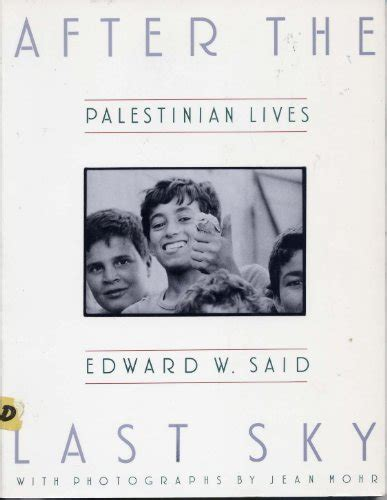 AFTER THE
PALESTINIAN LIVES
EDWARD W. SAID
D
LAST SKY
WITH PHOTOGRAPHS BY JEAN MOHR